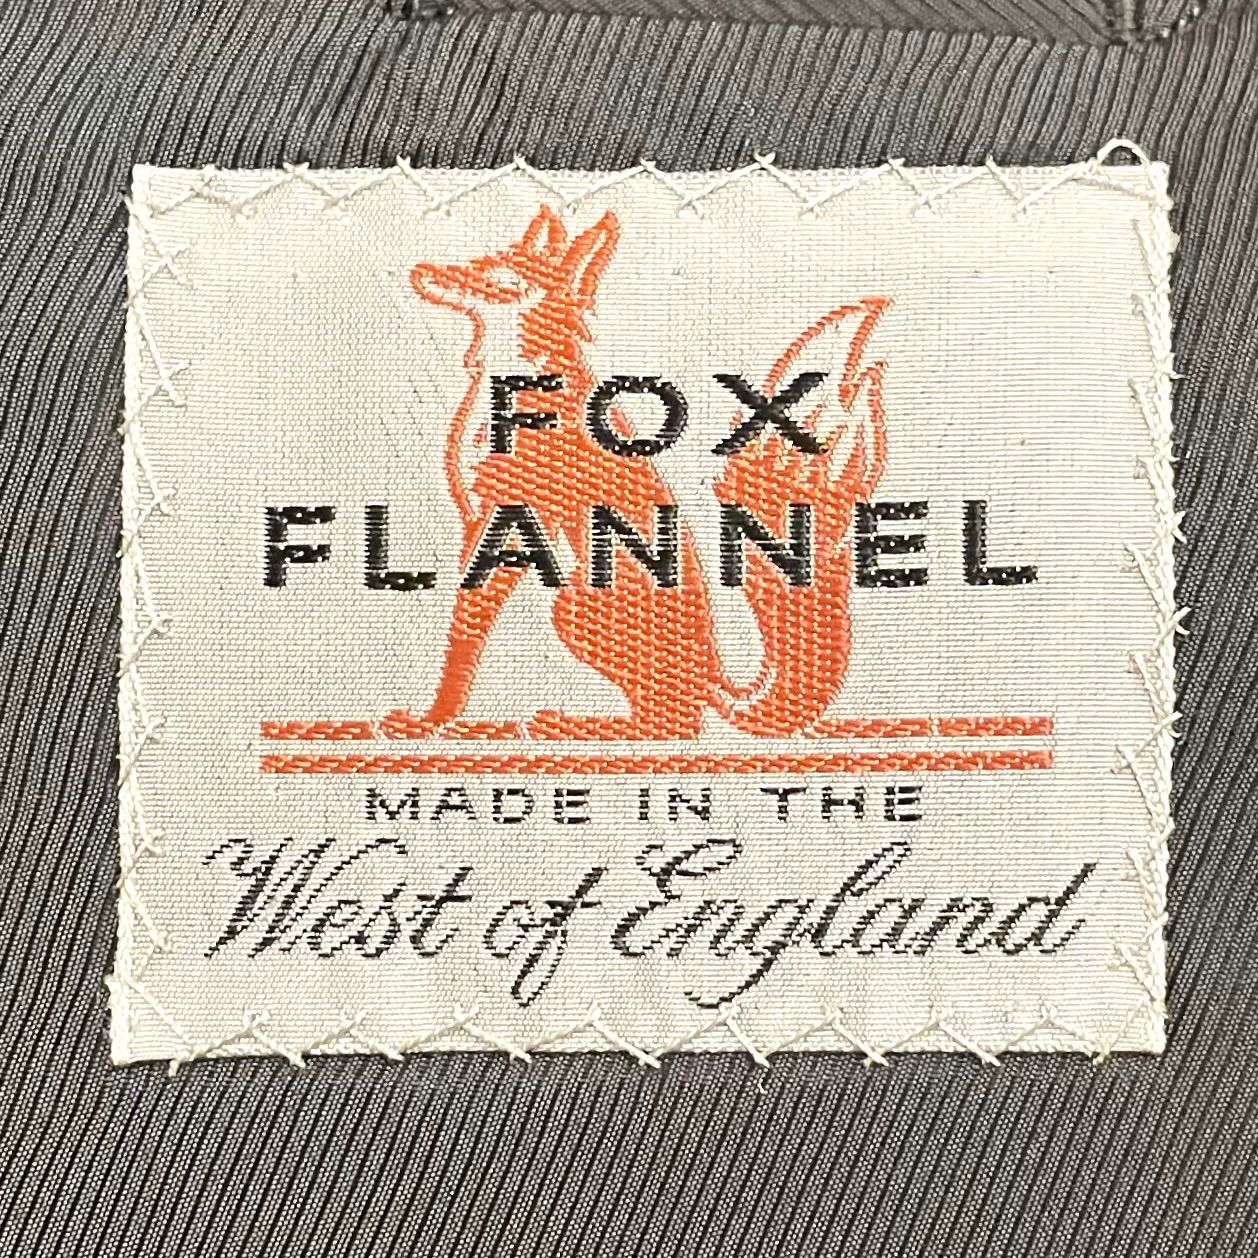 FOX
FLANNEL
MADE IN THE
West of England